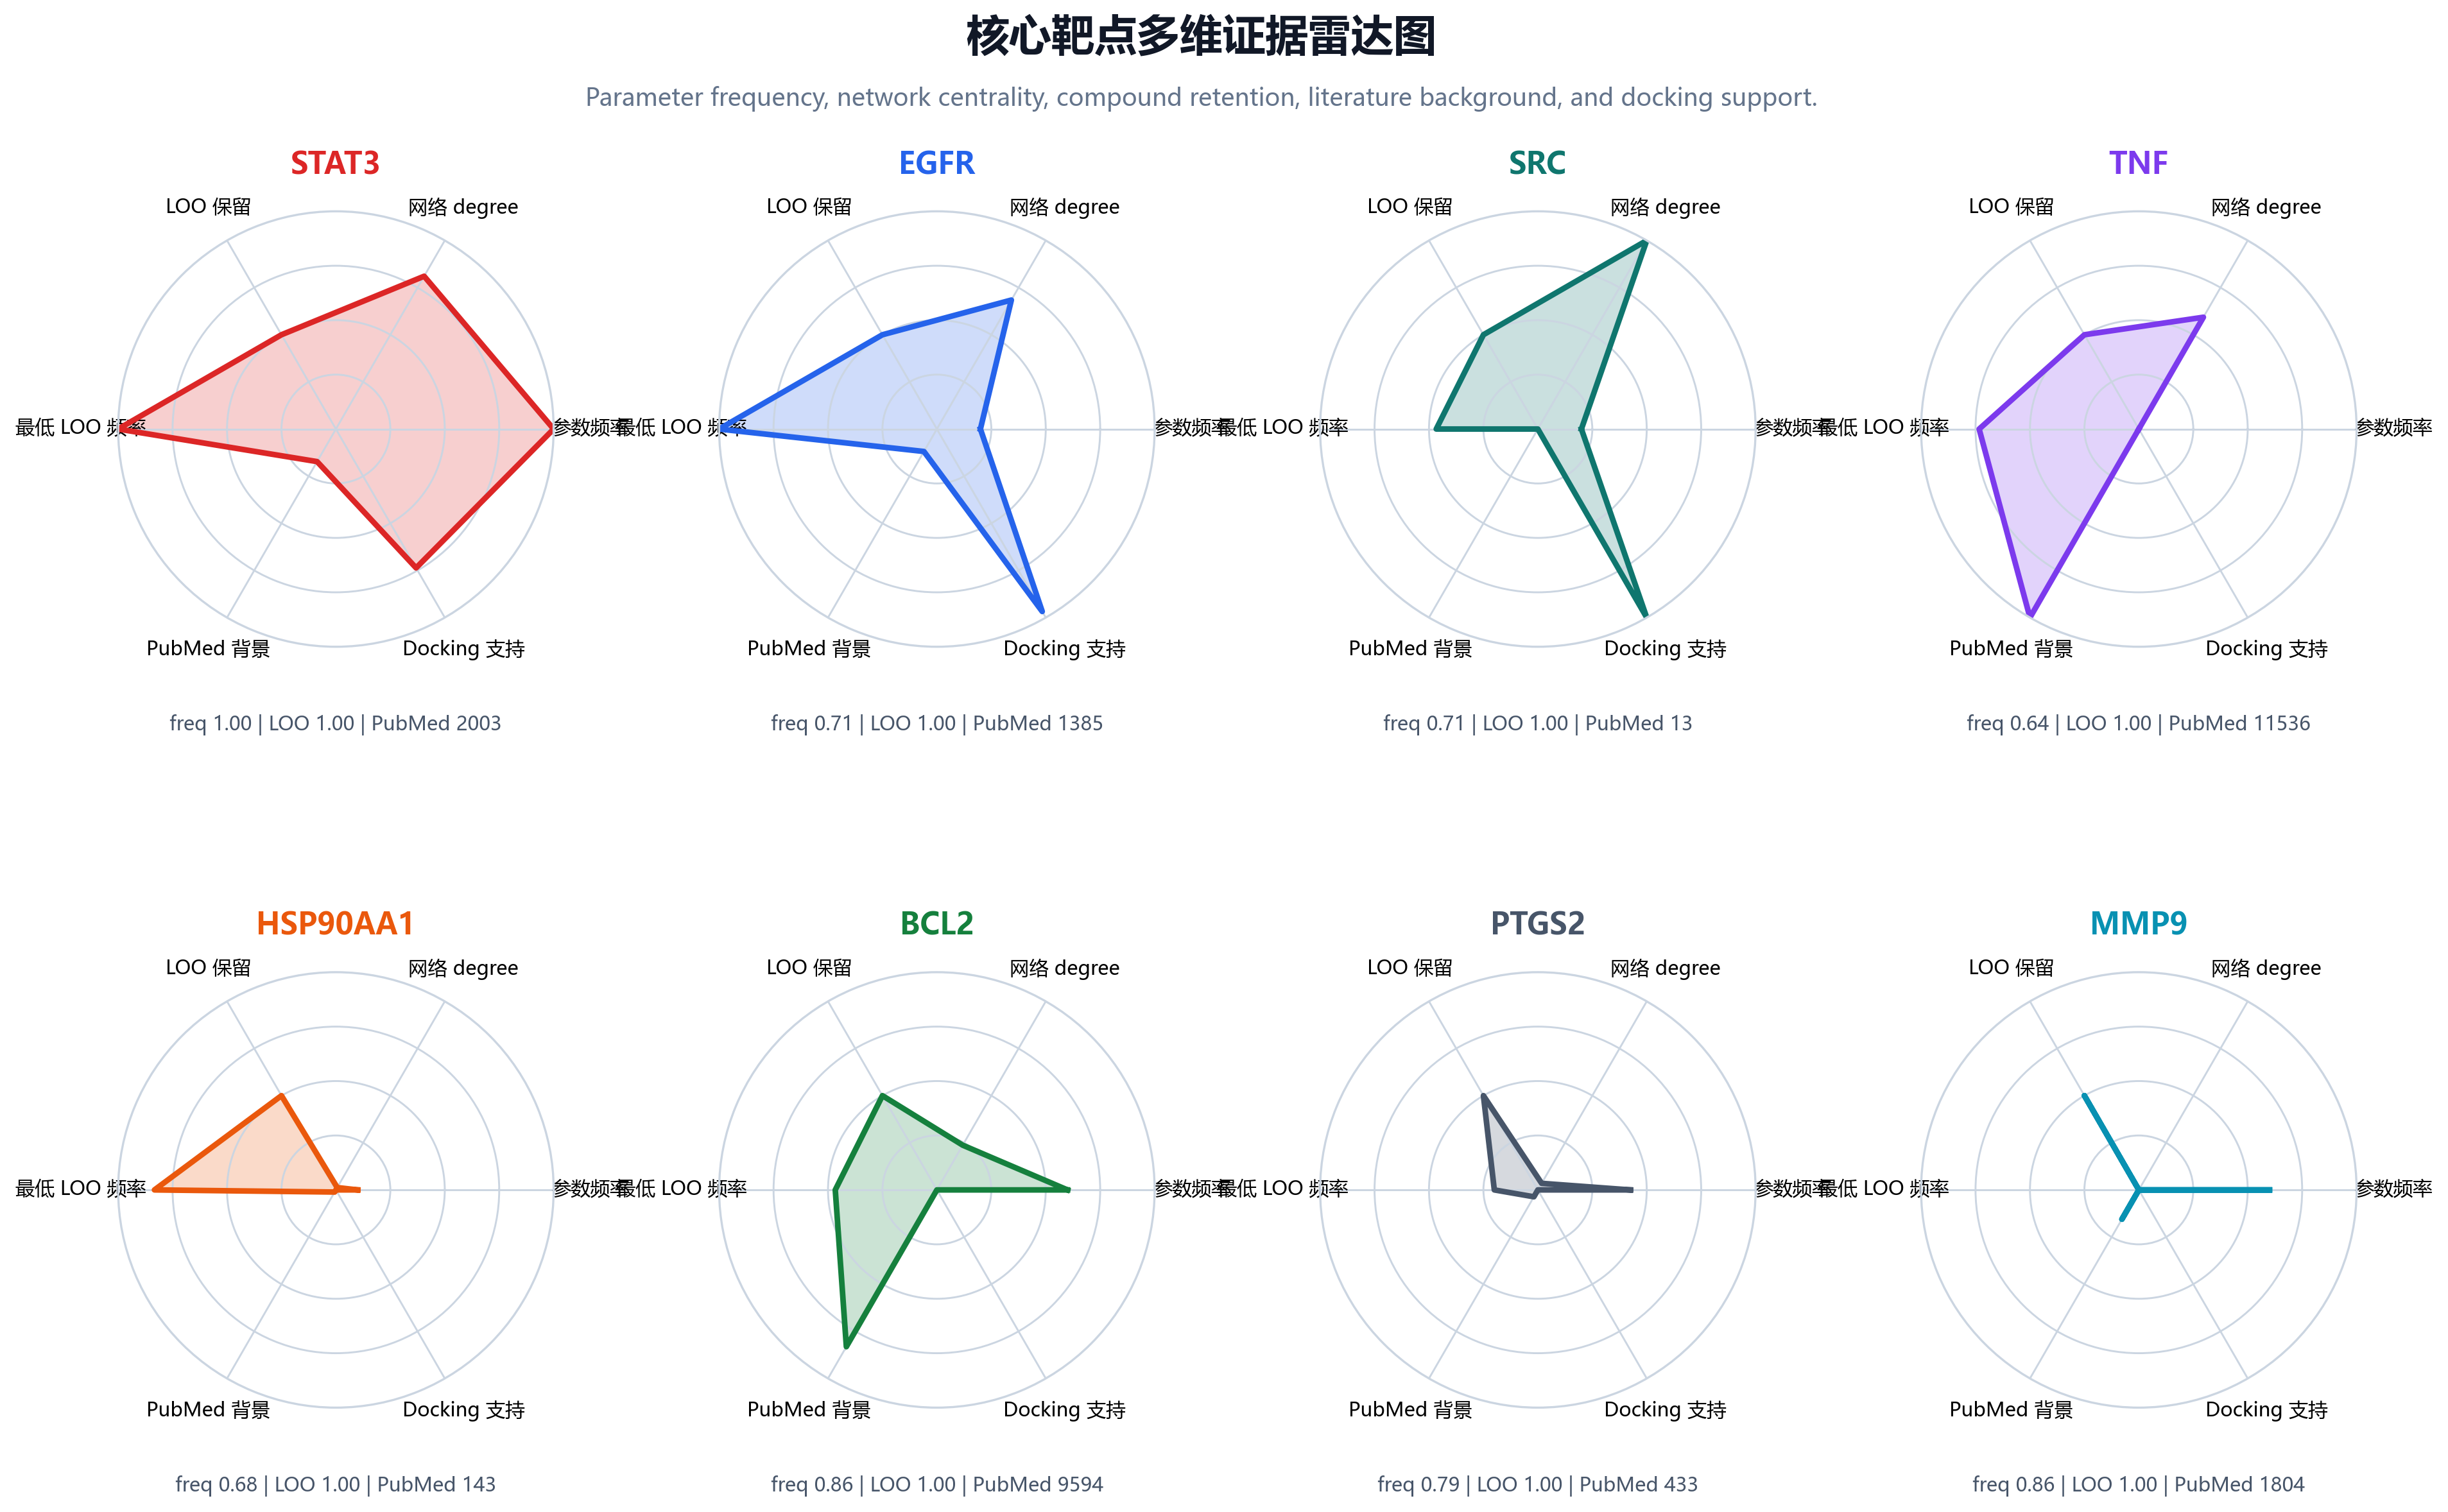 核心靶点多维证据雷达图
Parameter frequency, network centrality, compound retention, literature background, and docking support.
STAT3
LOO 保留
网络 degree
最低 LOO 频率
参数频率
PubMed 背景
Docking 支持
freq 1.00 | LOO 1.00 | PubMed 2003
EGFR
LOO 保留
网络 degree
最低 LOO 频率
参数频率
PubMed 背景
Docking 支持
freq 0.71 | LOO 1.00 | PubMed 1385
SRC
LOO 保留
网络 degree
最低 LOO 频率
参数频率
PubMed 背景
Docking 支持
freq 0.71 | LOO 1.00 | PubMed 13
TNF
LOO 保留
网络 degree
最低 LOO 频率
参数频率
PubMed 背景
Docking 支持
freq 0.64 | LOO 1.00 | PubMed 11536
HSP90AA1
LOO 保留
网络 degree
最低 LOO 频率
参数频率
PubMed 背景
Docking 支持
freq 0.68 | LOO 1.00 | PubMed 143
BCL2
LOO 保留
网络 degree
最低 LOO 频率
参数频率
PubMed 背景
Docking 支持
freq 0.86 | LOO 1.00 | PubMed 9594
PTGS2
LOO 保留
网络 degree
最低 LOO 频率
参数频率
PubMed 背景
Docking 支持
freq 0.79 | LOO 1.00 | PubMed 433
MMP9
LOO 保留
网络 degree
最低 LOO 频率
参数频率
PubMed 背景
Docking 支持
freq 0.86 | LOO 1.00 | PubMed 1804